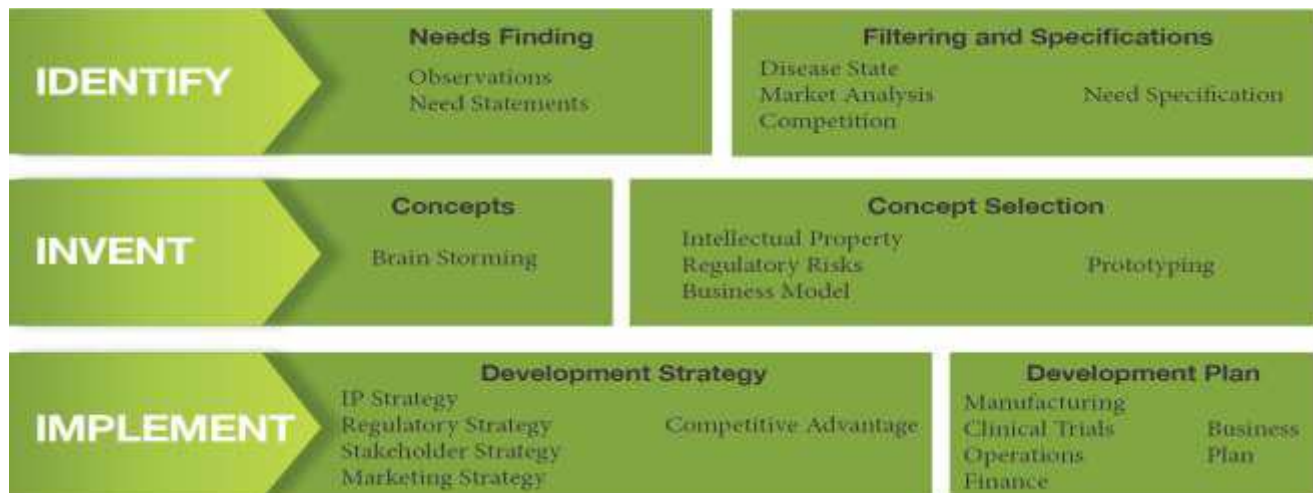 IDENTIFY
Needs Finding
Observations
Need Statements
Filtering and Specifications
Disease State
Market Analysis
Competition
Need Specification
INVENT
Concepts
Brain Storming
Concept Selection
Intellectual Property
Regulatory Risks
Business Model
Prototyping
IMPLEMENT
Development Strategy
IP Strategy
Regulatory Strategy
Stakeholder Strategy
Marketing Strategy
Competitive Advantage
Development Plan
Manufacturing
Clinical Trials
Operations
Finance
Business
Plan